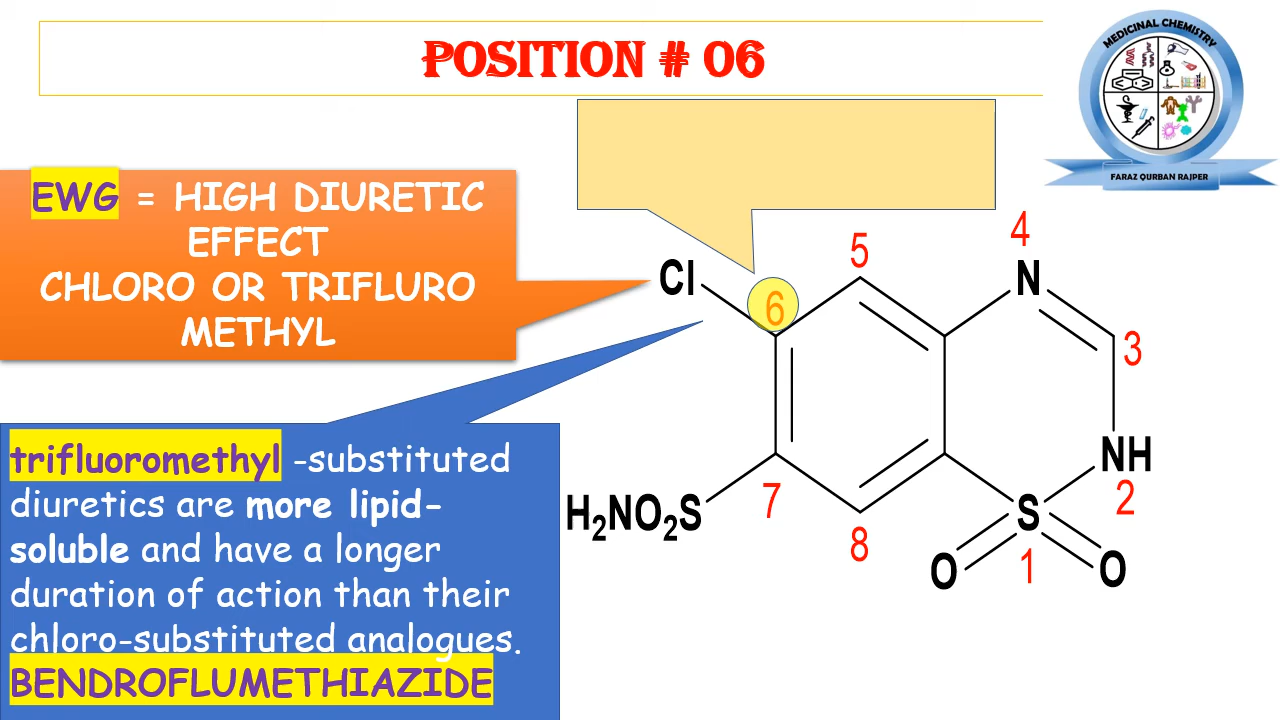 POSITION # 06
MEDICINAL CHEMISTRY
FARAZ QURBAN RAJPER
EWG = HIGH DIURETIC
EFFECT
CHLORO OR TRIFLURO
METHYL
trifluoromethyl -substituted
diuretics are more lipid-
soluble and have a longer
duration of action than their
chloro-substituted analogues.
BENDROFLUMETHIAZIDE
4
5
Cl
N
6
3
NH
H₂NO₂S
7
2
S
8
1
O
O